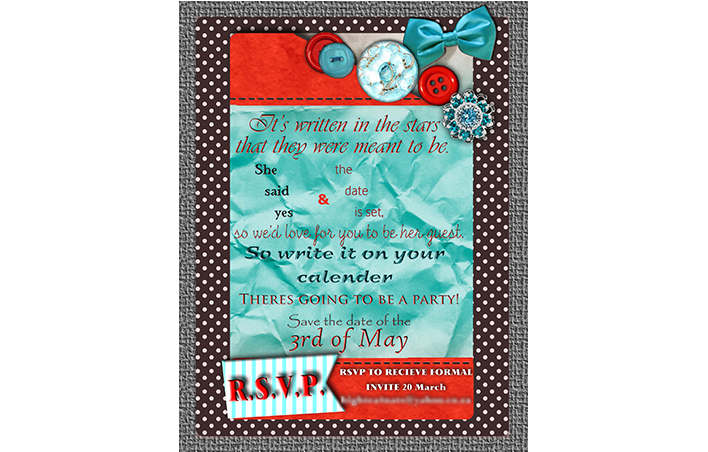 It's written in the stars
that they were meant to be.
She
said
yes
&
the
date
is set,
so we'd love for you to be her guest.
So write it on your
calender
THERES GOING TO BE A PARTY!
Save the date of the
3rd of May
R.S.V.P.
RSVP TO RECIEVE FORMAL
INVITE 20 March